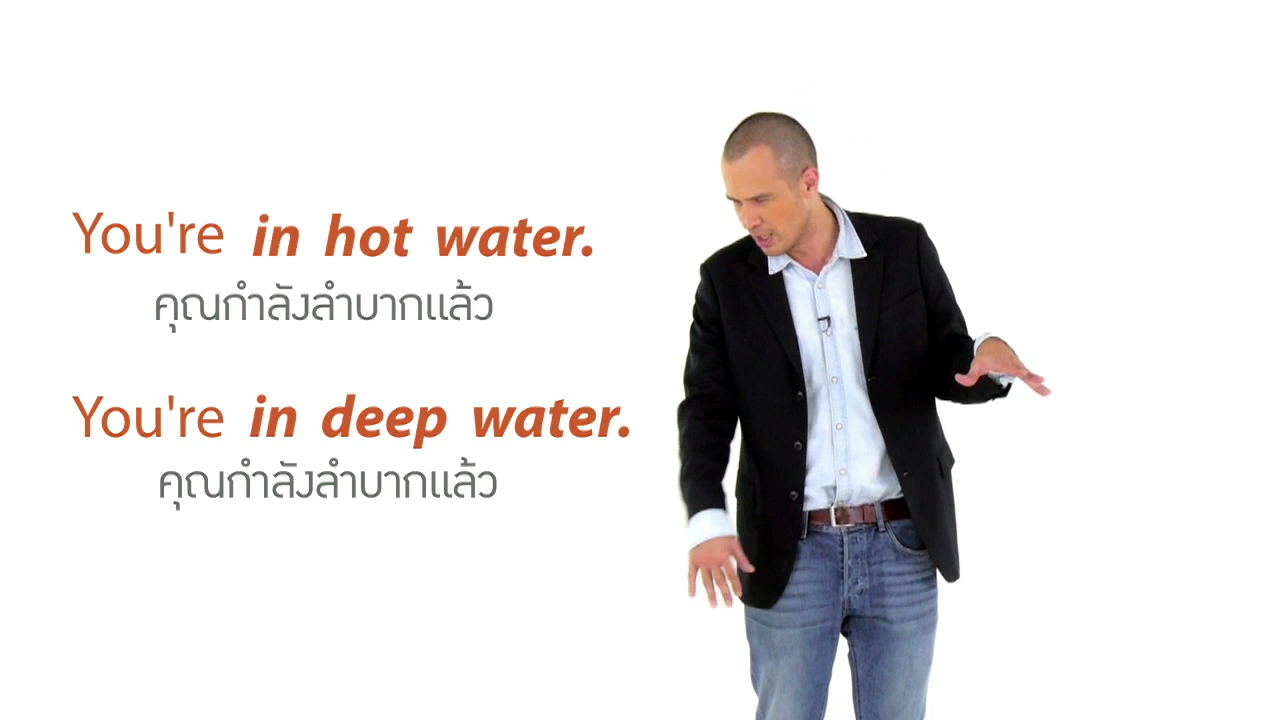 You're in hot water.
คุณกำลังลำบากแล้ว
You're in deep water.
คุณกำลังลำบากแล้ว